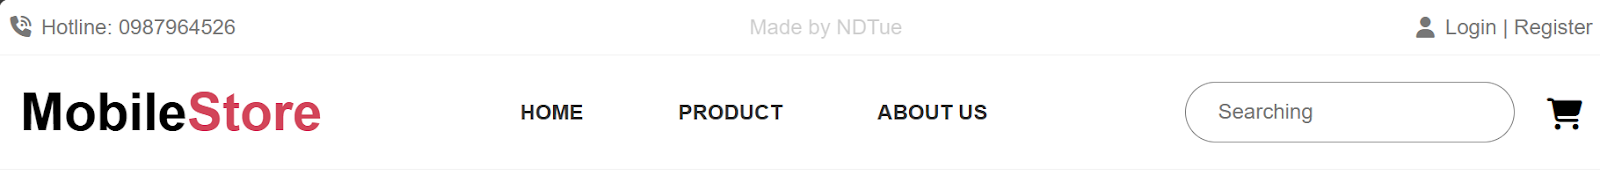 Hotline: 0987964526
Made by NDTue
Login | Register
MobileStore
HOME
PRODUCT
ABOUT US
Searching